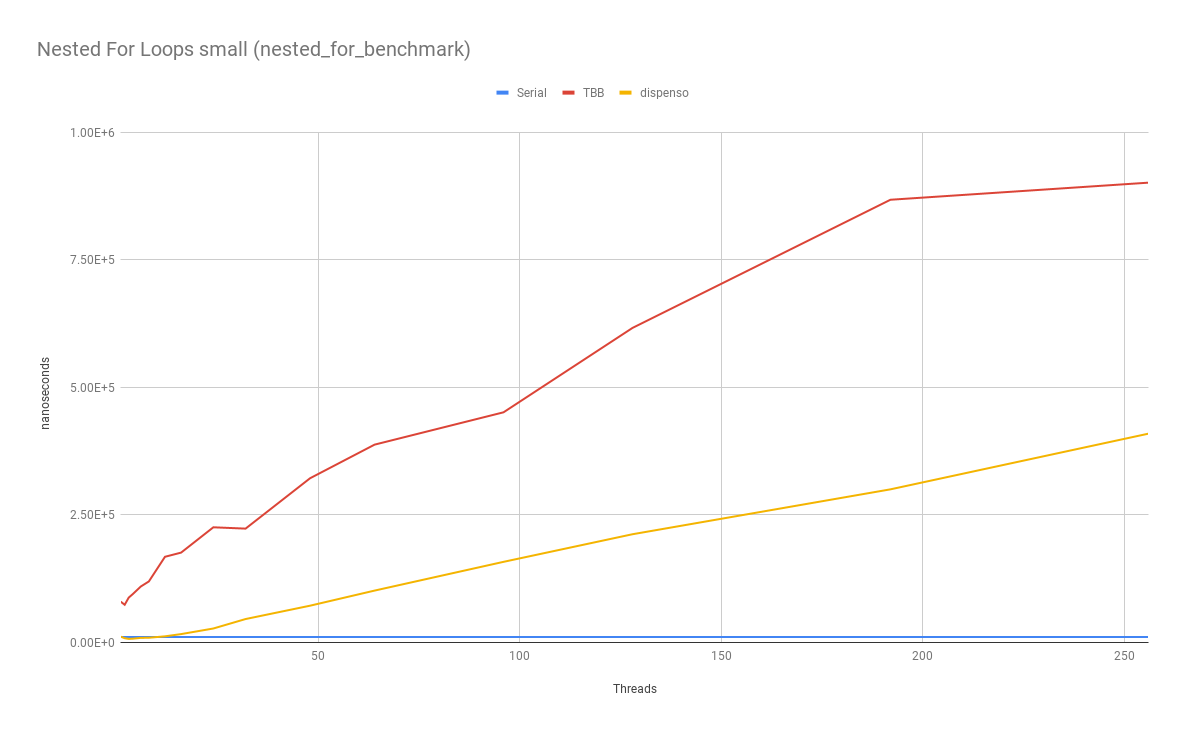 Nested For Loops small (nested_for_benchmark)
Serial TBB dispenso
1.00E+6
7.50E+5
5.00E+5
2.50E+5
0.00E+0
nanoseconds
50 100 150 200 250
Threads